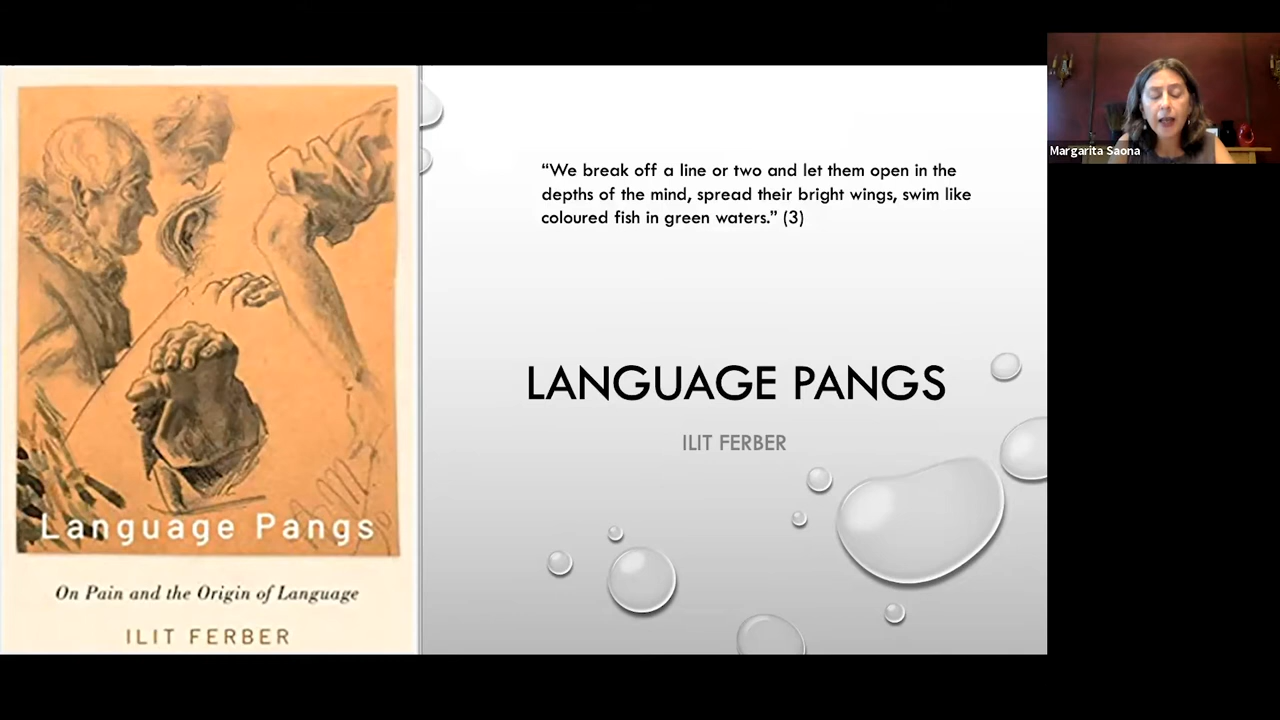 Language Pangs
On Pain and the Origin of Language
ILIT FERBER
“We break off a line or two and let them open in the
depths of the mind, spread their bright wings, swim like
coloured fish in green waters.” (3)
LANGUAGE PANGS
ILIT FERBER
Margarita Saona